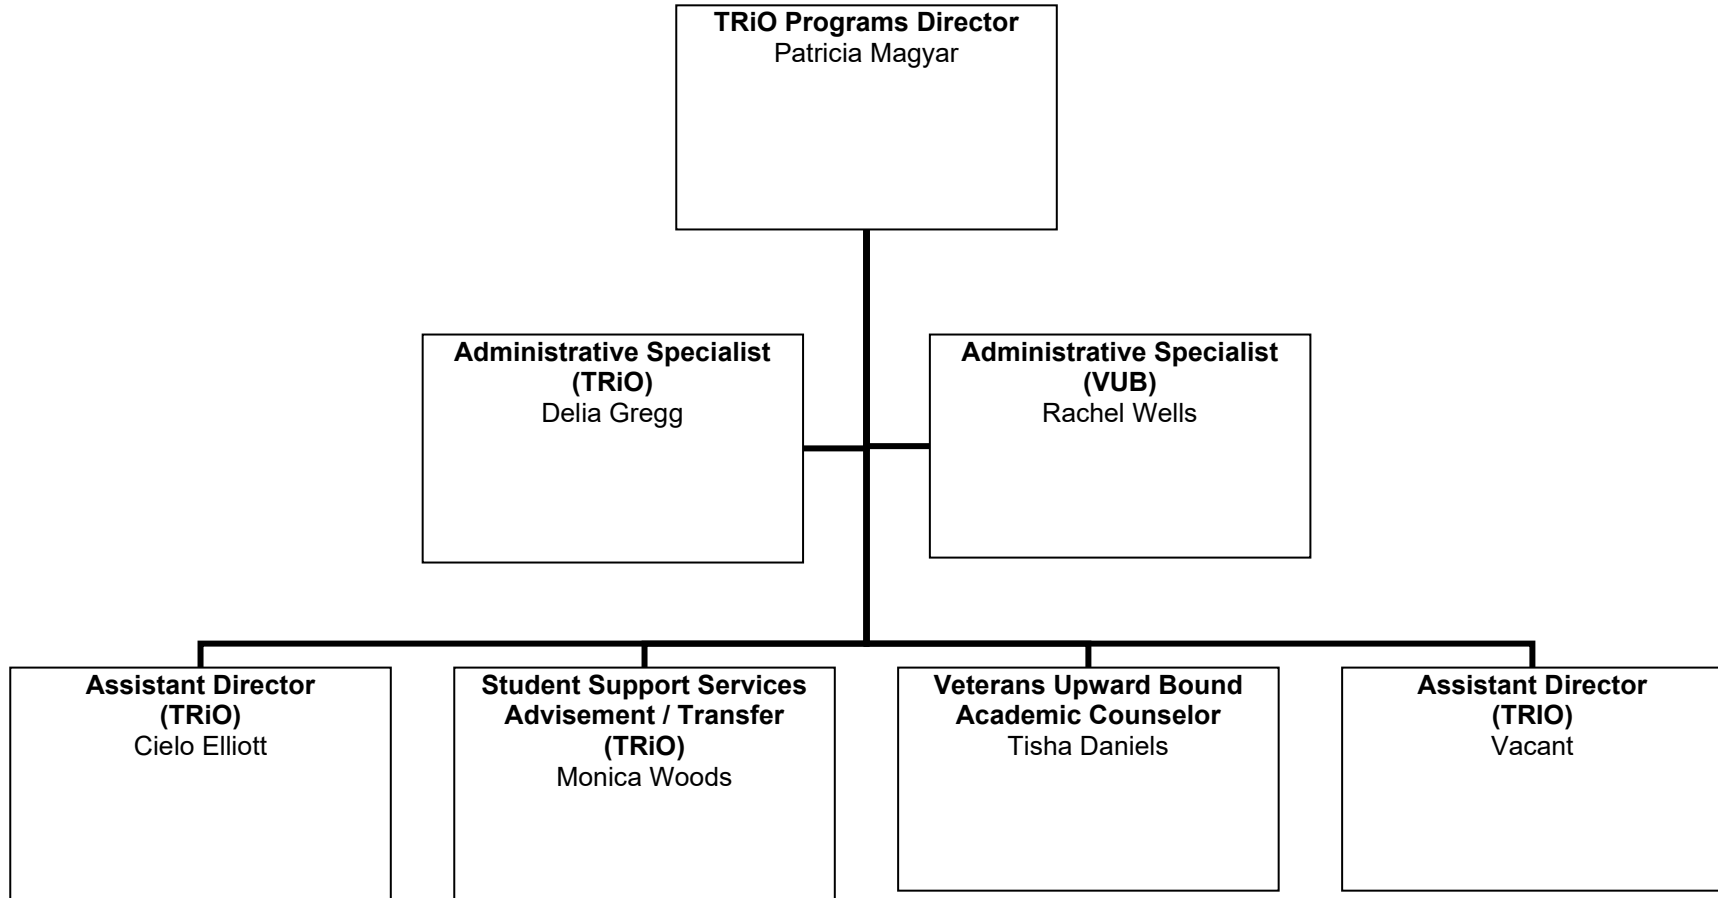 TRiO Programs Director
Patricia Magyar
Administrative Specialist
(TRiO)
Delia Gregg
Administrative Specialist
(VUB)
Rachel Wells
Assistant Director
(TRiO)
Cielo Elliott
Student Support Services
Advisement / Transfer
(TRiO)
Monica Woods
Veterans Upward Bound
Academic Counselor
Tisha Daniels
Assistant Director
(TRIO)
Vacant